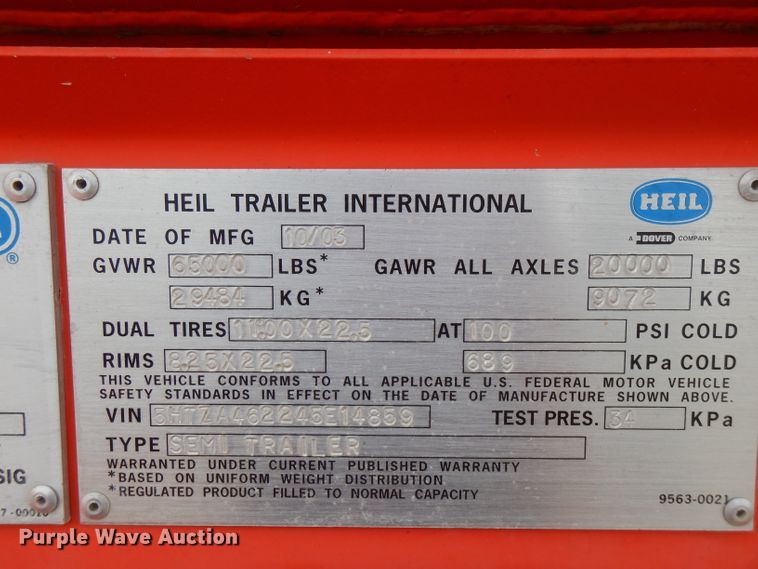 HEIL TRAILER INTERNATIONAL
HEIL
A DOVER COMPANY
DATE OF MFG 10/03
GVWR 65000 LBS* GAWR ALL AXLES 20000 LBS
29484 KG* 9072 KG
DUAL TIRES 11.00X22.5 AT 100 PSI COLD
RIMS 8.25X22.5 689 KPa COLD
THIS VEHICLE CONFORMS TO ALL APPLICABLE U.S. FEDERAL MOTOR VEHICLE
SAFETY STANDARDS IN EFFECT ON THE DATE OF MANUFACTURE SHOWN ABOVE.
VIN 5HTZA462245E14859 TEST PRES. 34 KPa
TYPE SEMI TRAILER
WARRANTED UNDER CURRENT PUBLISHED WARRANTY
*BASED ON UNIFORM WEIGHT DISTRIBUTION
*REGULATED PRODUCT FILLED TO NORMAL CAPACITY
9563-0021
®
SIG
Purple Wave Auction